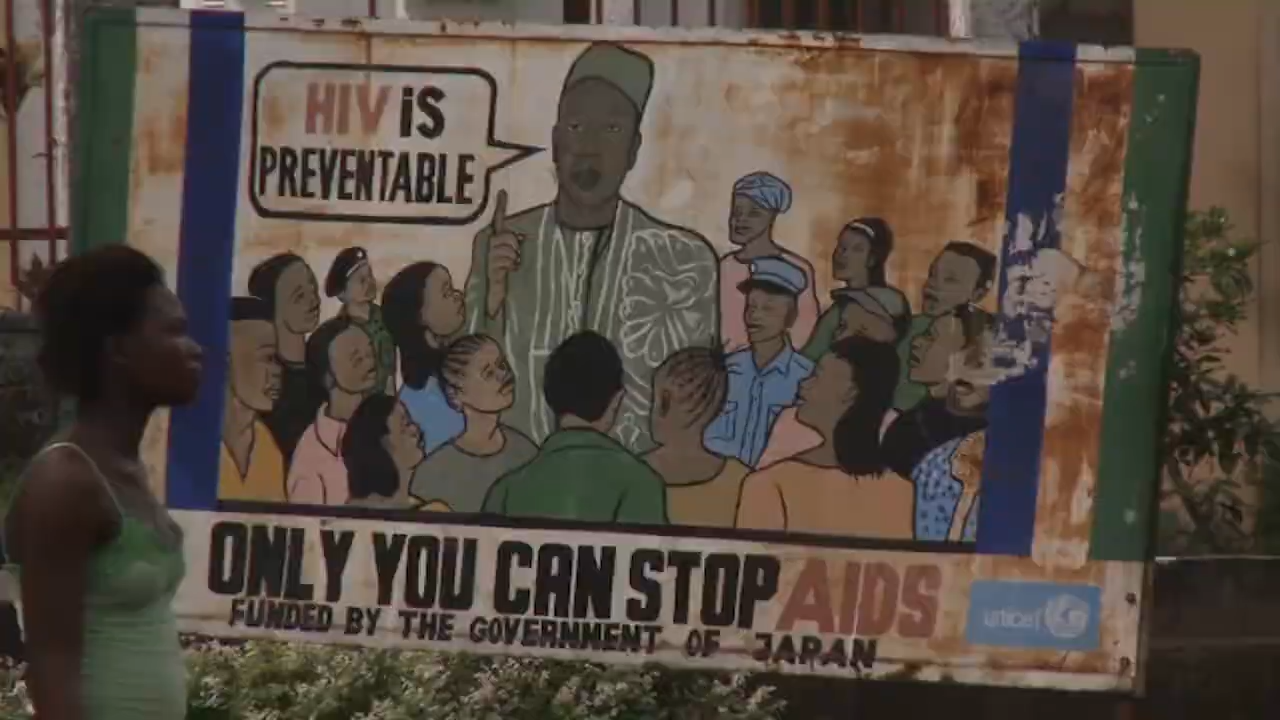 HIV iS
PREVENTABLE
ONLY YOU CAN STOP AIDS
FUNDED BY THE GOVERNMENT OF JAPAN
unicef